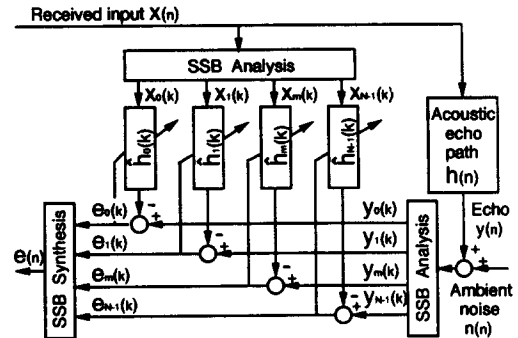 Received input X(n)
SSB Analysis
X0(k)
X1(k)
Xm(k)
XN-1(k)
ĥ0(k)
ĥ1(k)
ĥm(k)
ĥN-1(k)
Acoustic
echo
path
h(n)
Echo
y(n)
- +
- +
- +
- +
+ +
e0(k)
e1(k)
em(k)
eN-1(k)
y0(k)
y1(k)
ym(k)
yN-1(k)
e(n)
SSB Synthesis
SSB Analysis
Ambient
noise
n(n)